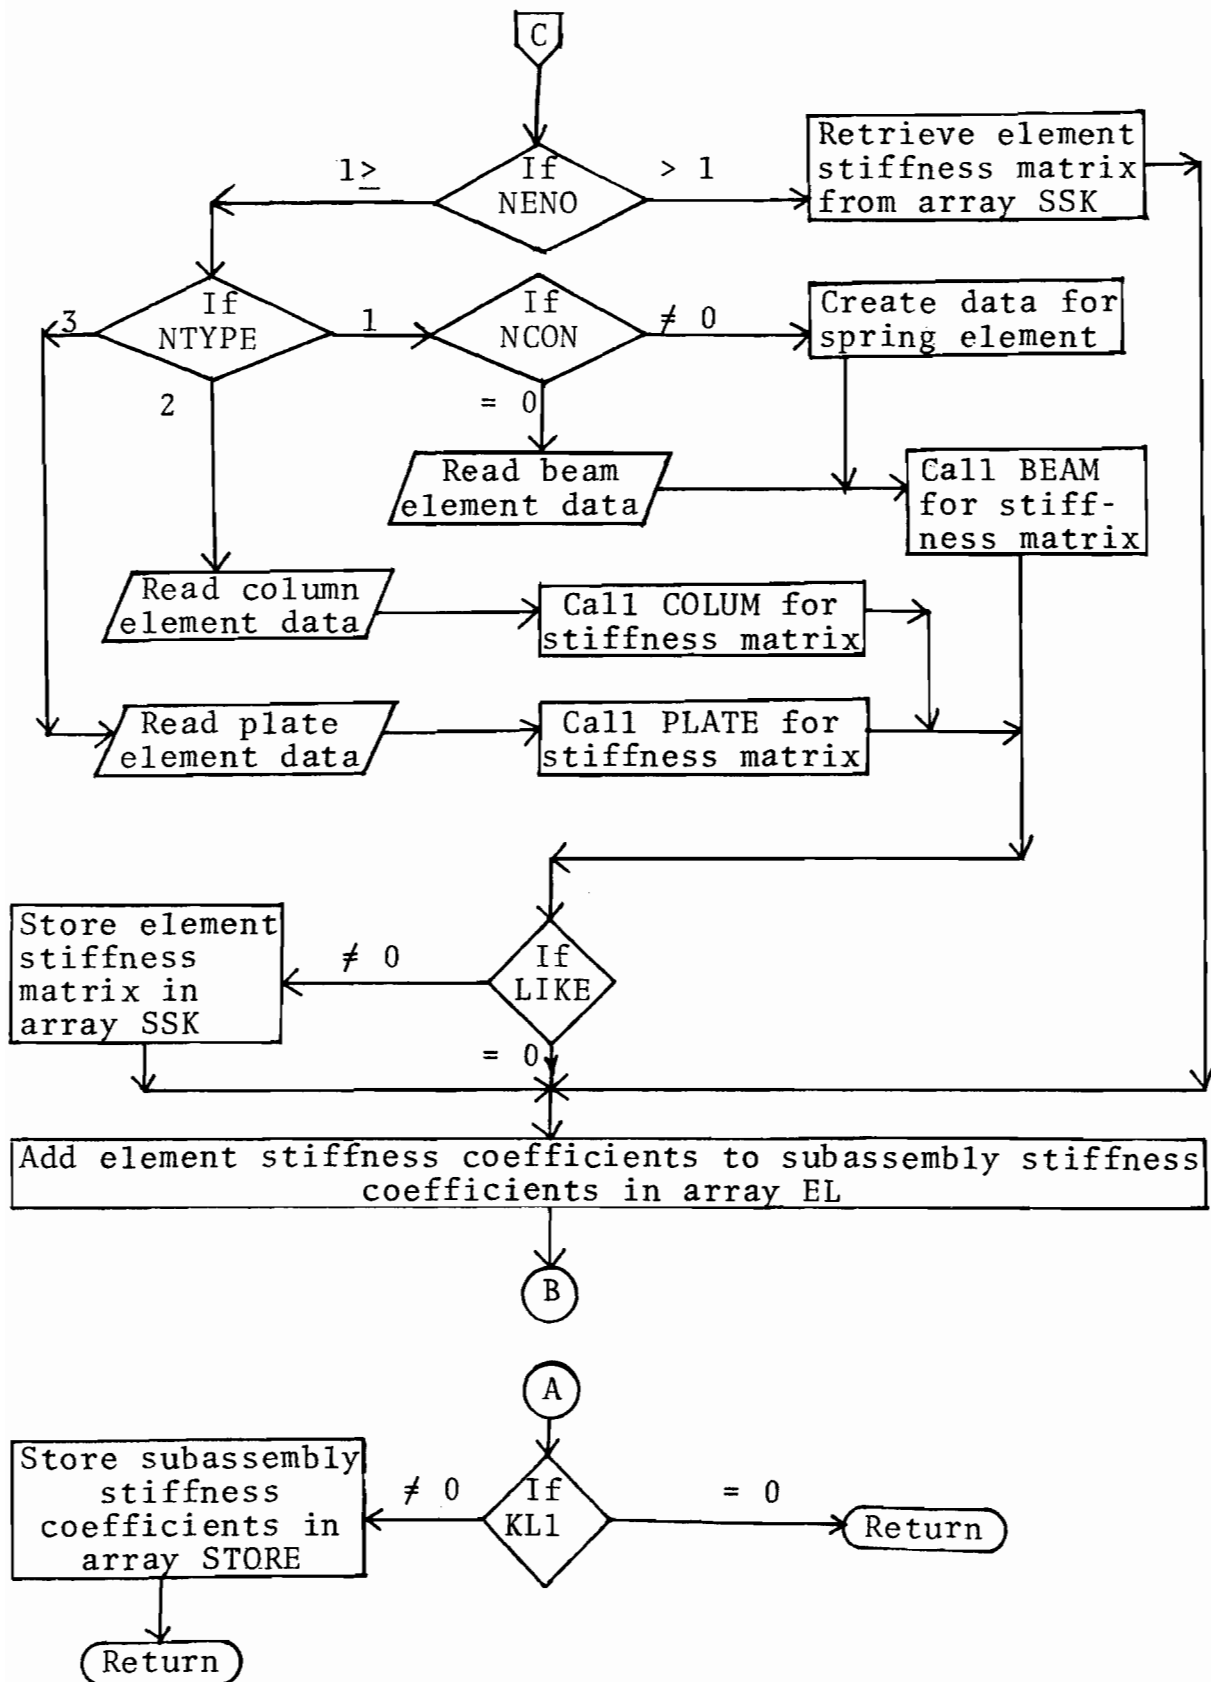 C
If
NENO
1≥
> 1
Retrieve element
stiffness matrix
from array SSK
If
NTYPE
3
1
2
If
NCON
≠ 0
= 0
Create data for
spring element
Read beam
element data
Call BEAM
for stiff-
ness matrix
Read column
element data
Call COLUM for
stiffness matrix
Read plate
element data
Call PLATE for
stiffness matrix
Store element
stiffness
matrix in
array SSK
≠ 0
If
LIKE
= 0
Add element stiffness coefficients to subassembly stiffness
coefficients in array EL
B
A
Store subassembly
stiffness
coefficients in
array STORE
≠ 0
If
KL1
= 0
Return
Return